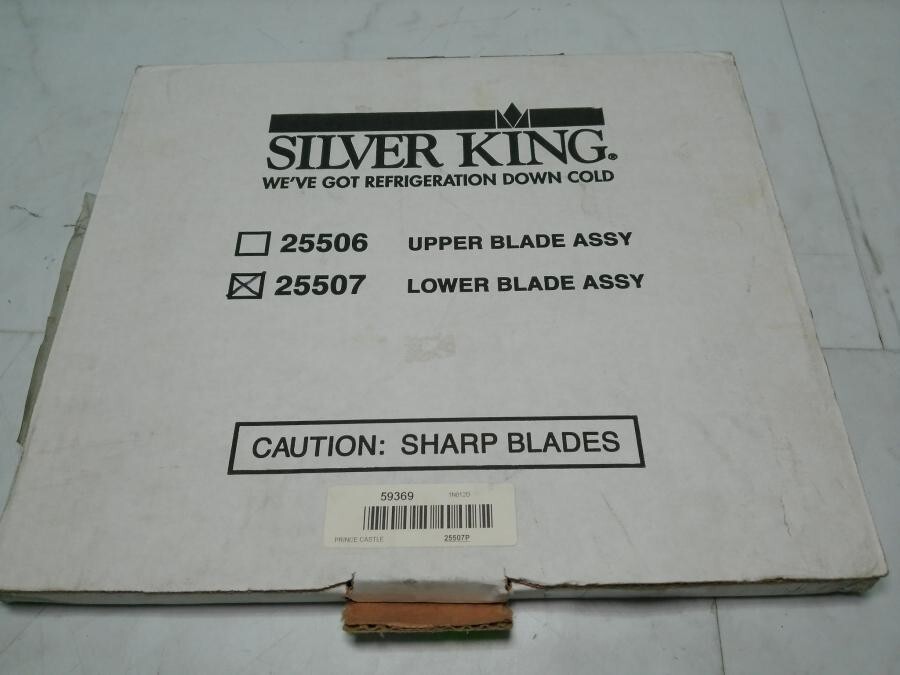 SILVER KING®
WE'VE GOT REFRIGERATION DOWN COLD
25506 UPPER BLADE ASSY
25507 LOWER BLADE ASSY
CAUTION: SHARP BLADES
59369 1N012D
PRINCE CASTLE 25507P